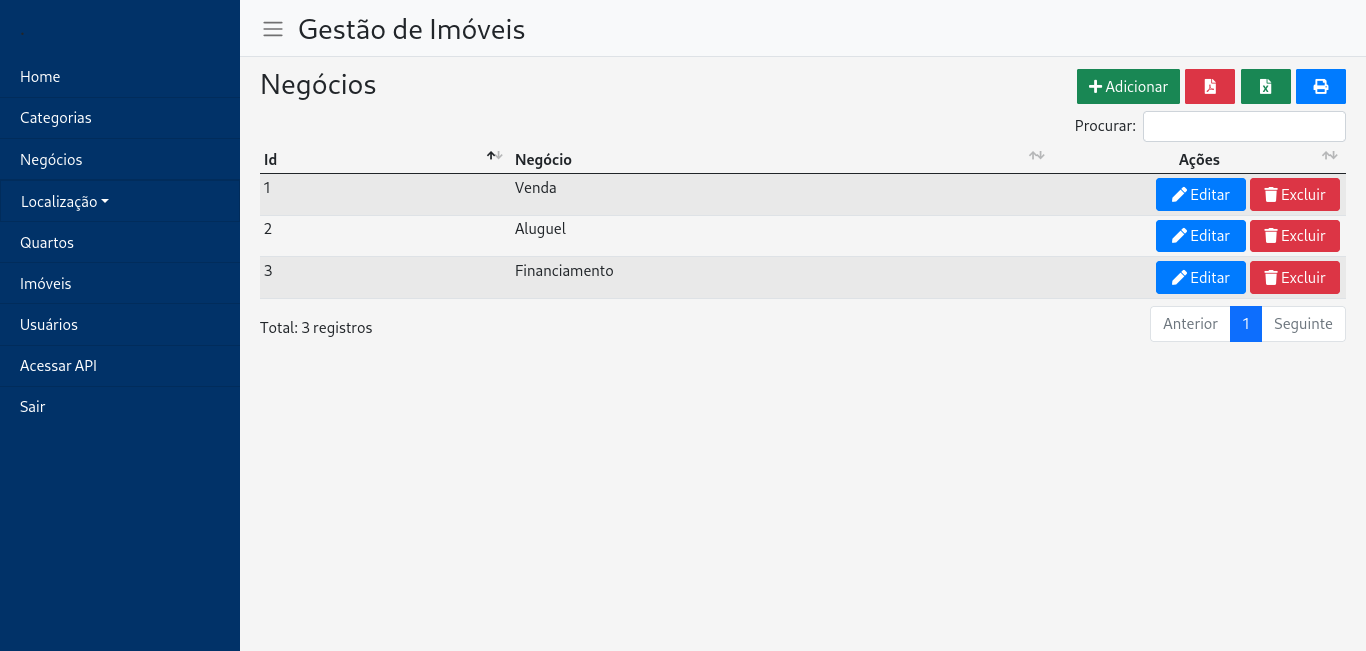 Home
Categorias
Negócios
Localização
Quartos
Imóveis
Usuários
Acessar API
Sair
Gestão de Imóveis
Negócios
Adicionar
Procurar:
Id Negócio Ações
1 Venda Editar Excluir
2 Aluguel Editar Excluir
3 Financiamento Editar Excluir
Total: 3 registros
Anterior 1 Seguinte